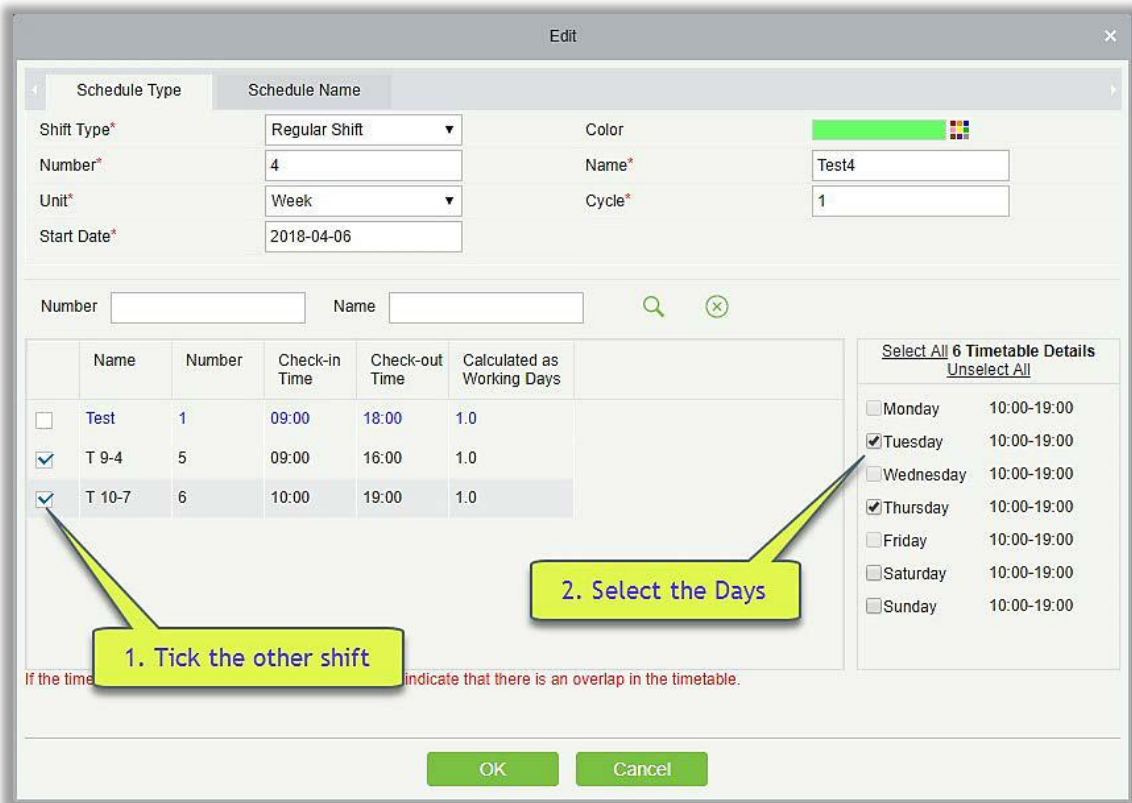 Edit
Schedule Type Schedule Name
Shift Type* Regular Shift Color
Number* 4 Name* Test4
Unit* Week Cycle* 1
Start Date* 2018-04-06
Number Name
Name Number Check-in Time Check-out Time Calculated as Working Days
Test 1 09:00 18:00 1.0
T 9-4 5 09:00 16:00 1.0
T 10-7 6 10:00 19:00 1.0
Select All 6 Timetable Details
Unselect All
Monday 10:00-19:00
Tuesday 10:00-19:00
Wednesday 10:00-19:00
Thursday 10:00-19:00
Friday 10:00-19:00
Saturday 10:00-19:00
Sunday 10:00-19:00
2. Select the Days
1. Tick the other shift
If the time indicate that there is an overlap in the timetable.
OK Cancel